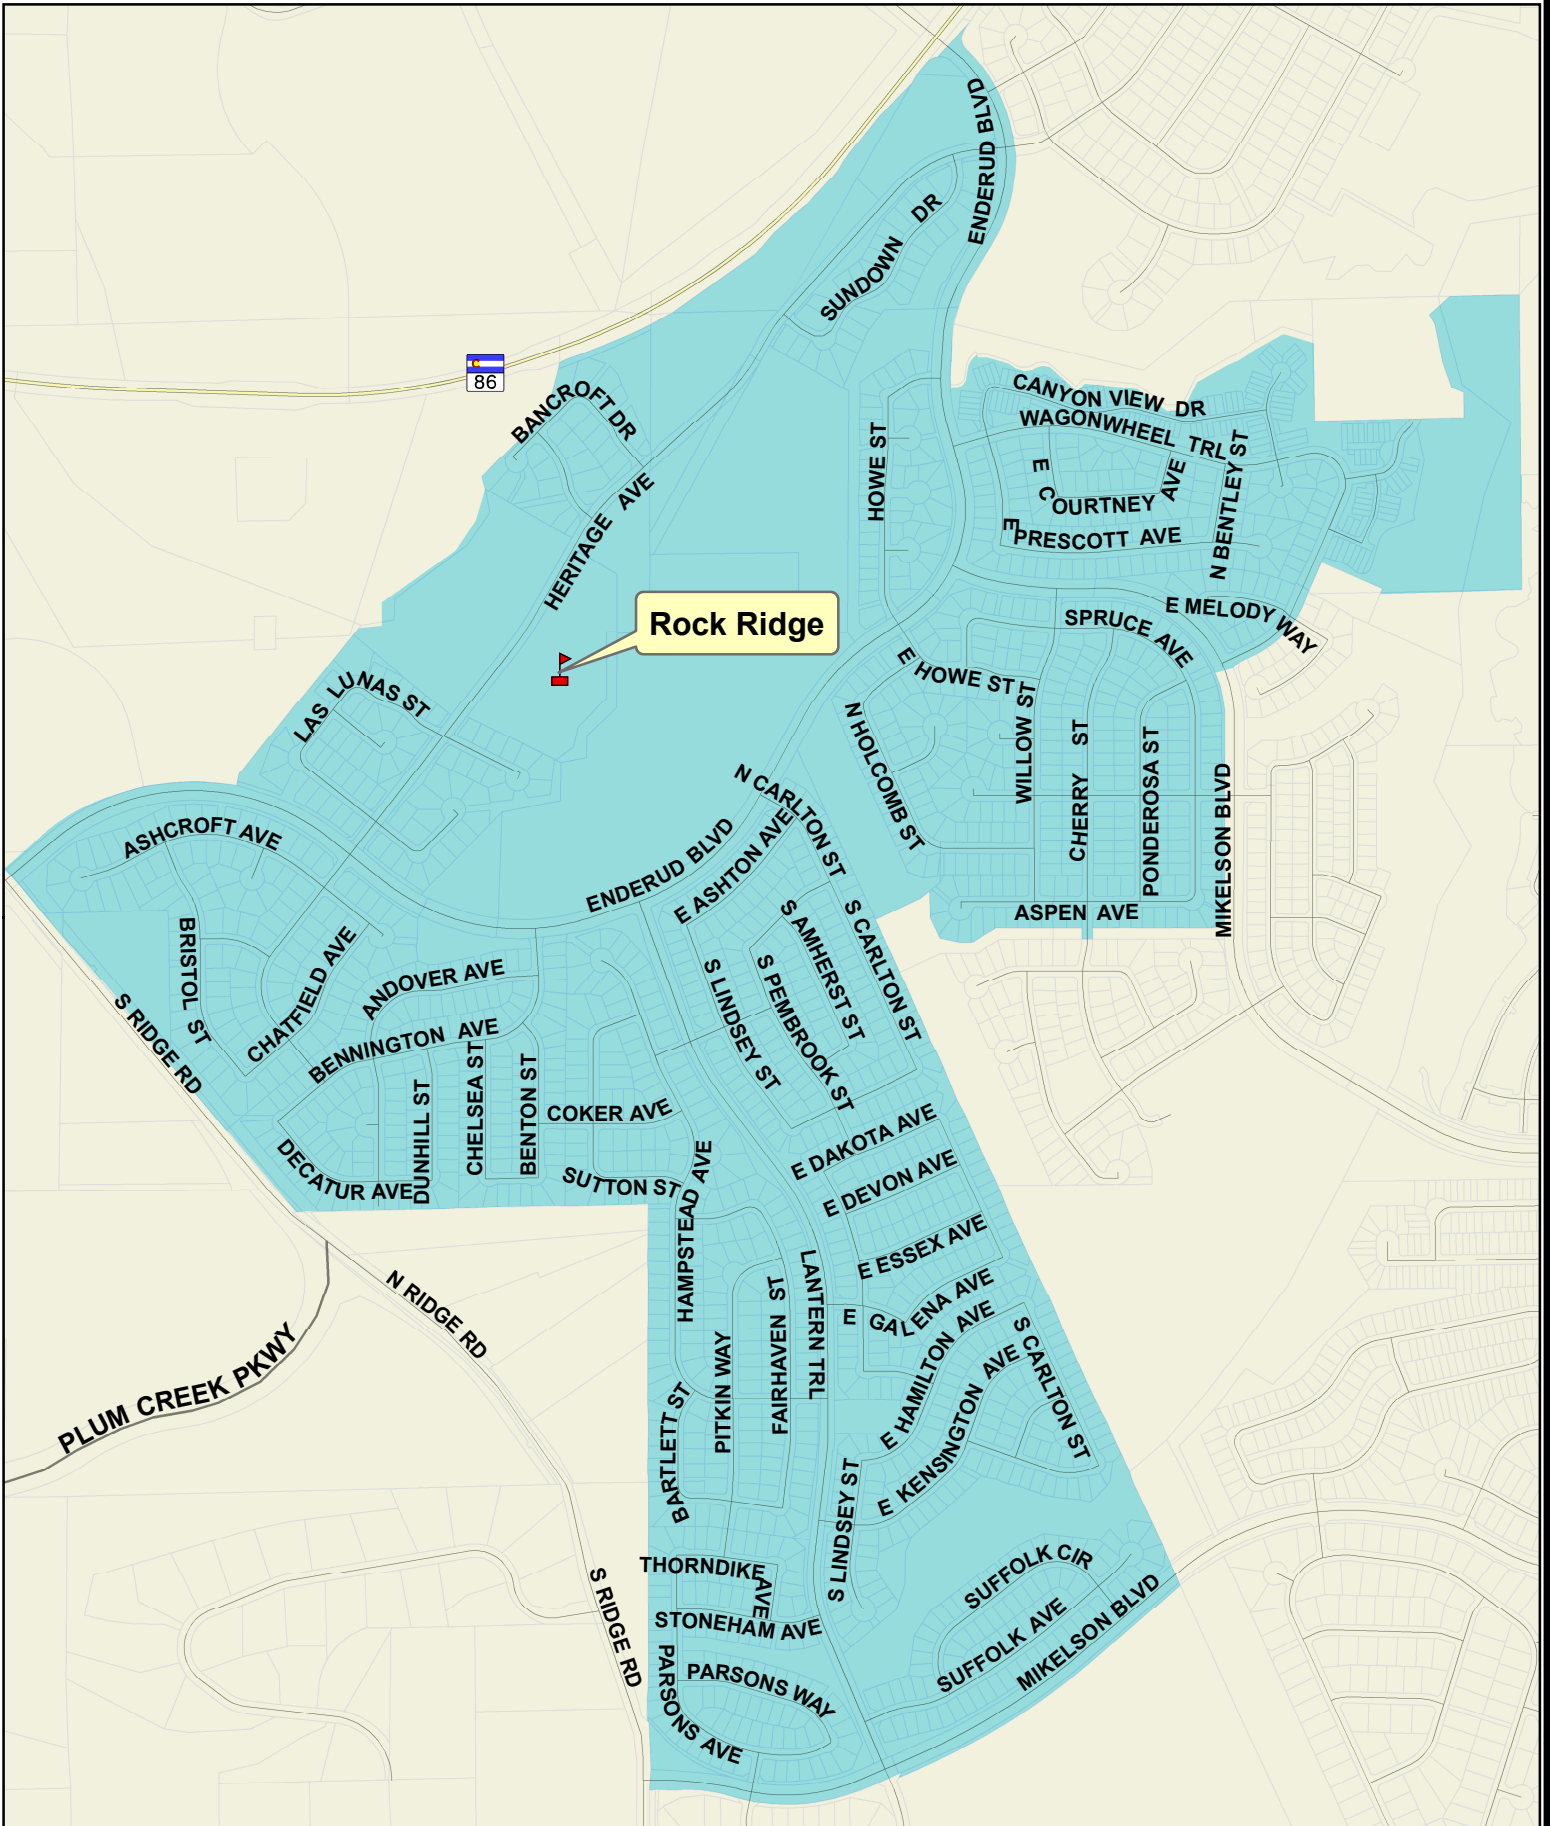 ENDERUD BLVD
ENDERUD BLVD
SUNDOWN DR
86
BANCROFT DR
CANYON VIEW DR
WAGONWHEEL TRL
HOWE ST
E COURTNEY AVE
N BENTLEY ST
E PRESCOTT AVE
HERITAGE AVE
Rock Ridge
E MELODY WAY
SPRUCE AVE
E HOWE ST
LAS LUNAS ST
N HOLCOMB ST
WILLOW ST
CHERRY ST
PONDEROSA ST
MIKELSON BLVD
N CARLTON ST
ASHCROFT AVE
ENDERUD BLVD
E ASHTON AVE
ASPEN AVE
S CARLTON ST
S AMHERST ST
BRISTOL ST
CHATFIELD AVE
ANDOVER AVE
S LINDSEY ST
S PEMBROOK ST
S RIDGE RD
BENNINGTON AVE
DUNHILL ST
CHELSEA ST
BENTON ST
COKER AVE
E DAKOTA AVE
DECATUR AVE
SUTTON ST
E DEVON AVE
HAMPSTEAD AVE
E ESSEX AVE
LANTERN TRL
N RIDGE RD
E GALENA AVE
FAIRHAVEN ST
PITKIN WAY
E HAMILTON AVE
S CARLTON ST
PLUM CREEK PKWY
BARTLETT ST
E KENSINGTON AVE
S LINDSEY ST
THORNDIKE AVE
SUFFOLK CIR
S RIDGE RD
STONEHAM AVE
SUFFOLK AVE
MIKELSON BLVD
PARSONS WAY
PARSONS AVE